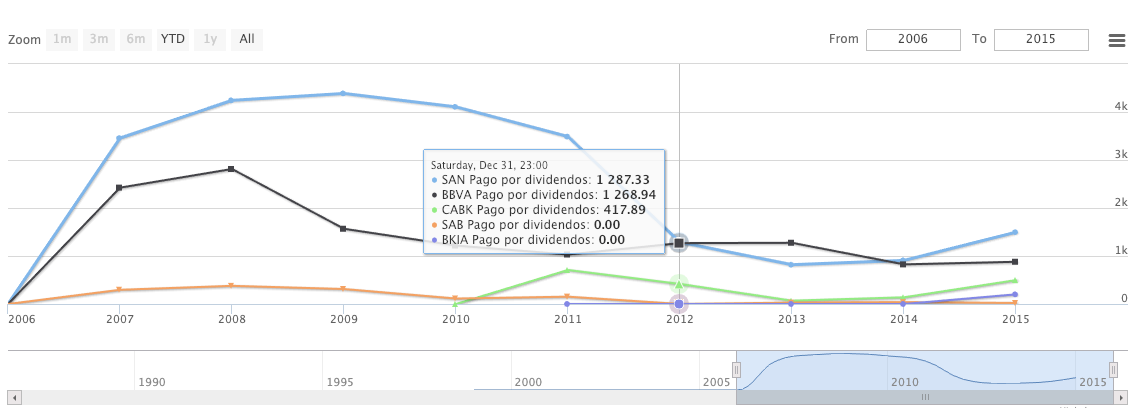 Zoom 1m 3m 6m YTD 1y All From 2006 To 2015
4k
3k
2k
1k
0
Saturday, Dec 31, 23:00
SAN Pago por dividendos: 1 287.33
BBVA Pago por dividendos: 1 268.94
CABK Pago por dividendos: 417.89
SAB Pago por dividendos: 0.00
BKIA Pago por dividendos: 0.00
2006 2007 2008 2009 2010 2011 2012 2013 2014 2015
1990 1995 2000 2005 2010 2015